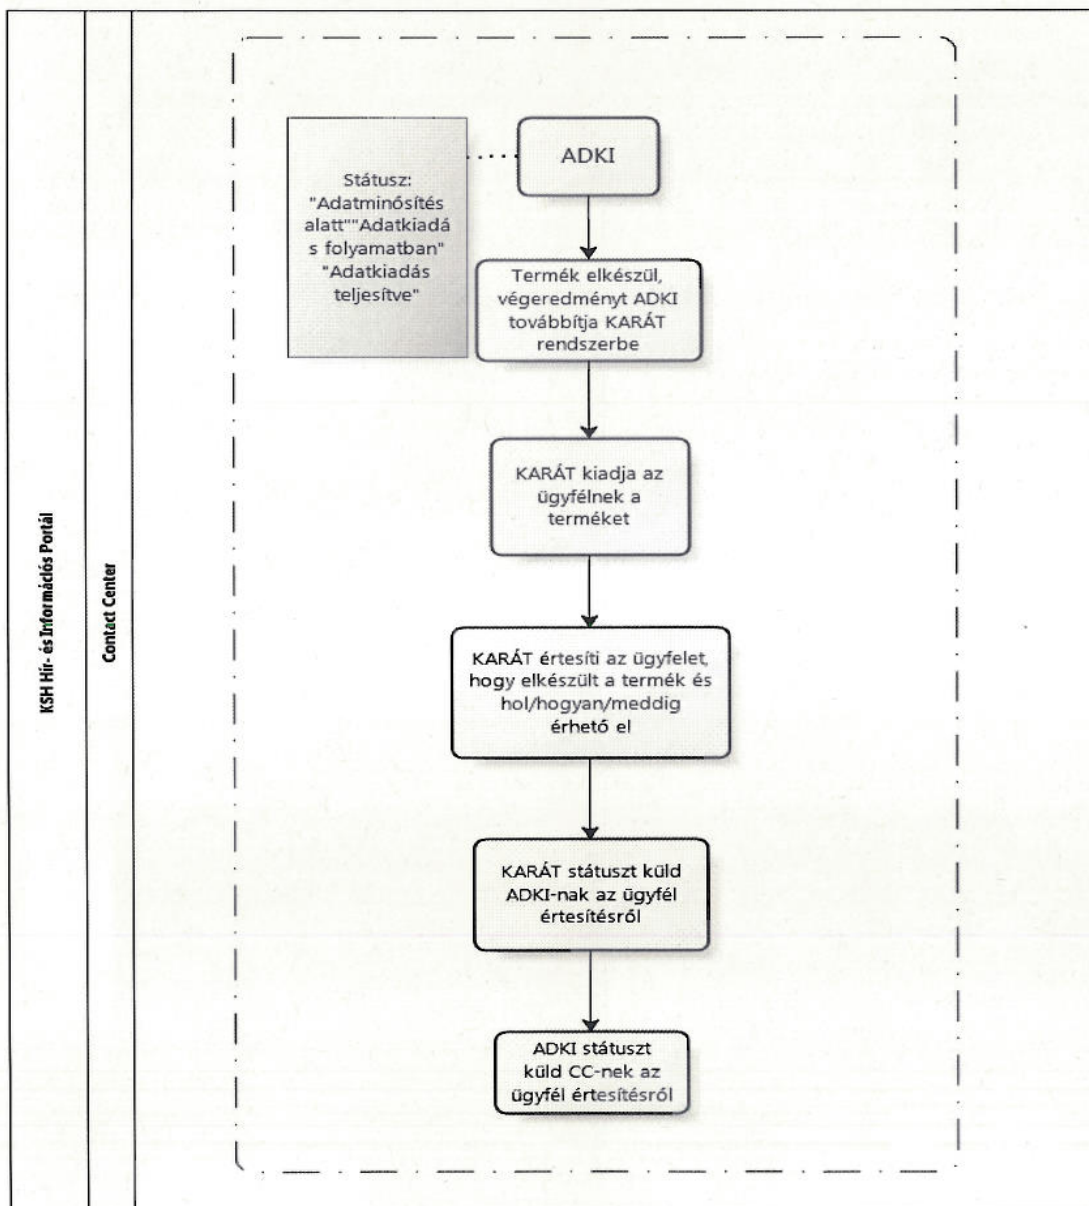 KSH Hír- és Információs Portál
Contact Center
Státusz:
"Adatminősítés
alatt""Adatkiadá
s folyamatban"
"Adatkiadás
teljesítve"
ADKI
Termék elkészül,
végeredményt ADKI
továbbítja KARÁT
rendszerbe
KARÁT kiadja az
ügyfélnek a
terméket
KARÁT értesíti az ügyfelet,
hogy elkészült a termék és
hol/hogyan/meddig
érhető el
KARÁT státuszt küld
ADKI-nak az ügyfél
értesítésről
ADKI státuszt
küld CC-nek az
ügyfél értesítésről